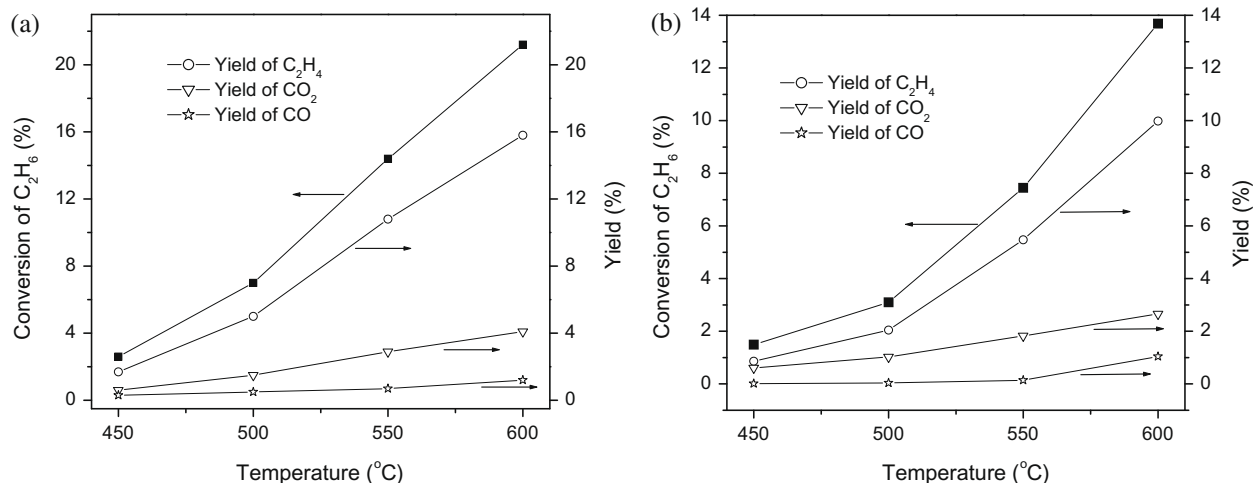 (a)
20
16
12
8
4
0
Conversion of C₂H₆ (%)
Yield of C₂H₄
Yield of CO₂
Yield of CO
20
16
12
8
4
0
Yield (%)
450 500 550 600
Temperature (°C)
(b)
14
12
10
8
6
4
2
0
Conversion of C₂H₆ (%)
Yield of C₂H₄
Yield of CO₂
Yield of CO
14
12
10
8
6
4
2
0
Yield (%)
450 500 550 600
Temperature (°C)